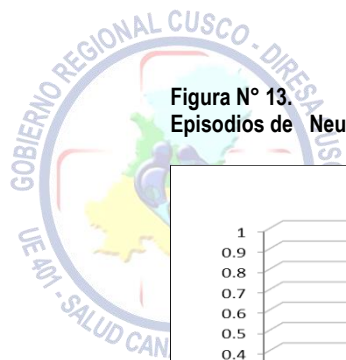 GOBIERNO REGIONAL CUSCO - DIRESA
UE 401 - SALUD CAN
Figura N° 13.
Episodios de Neu
1
0.9
0.8
0.7
0.6
0.5
0.4